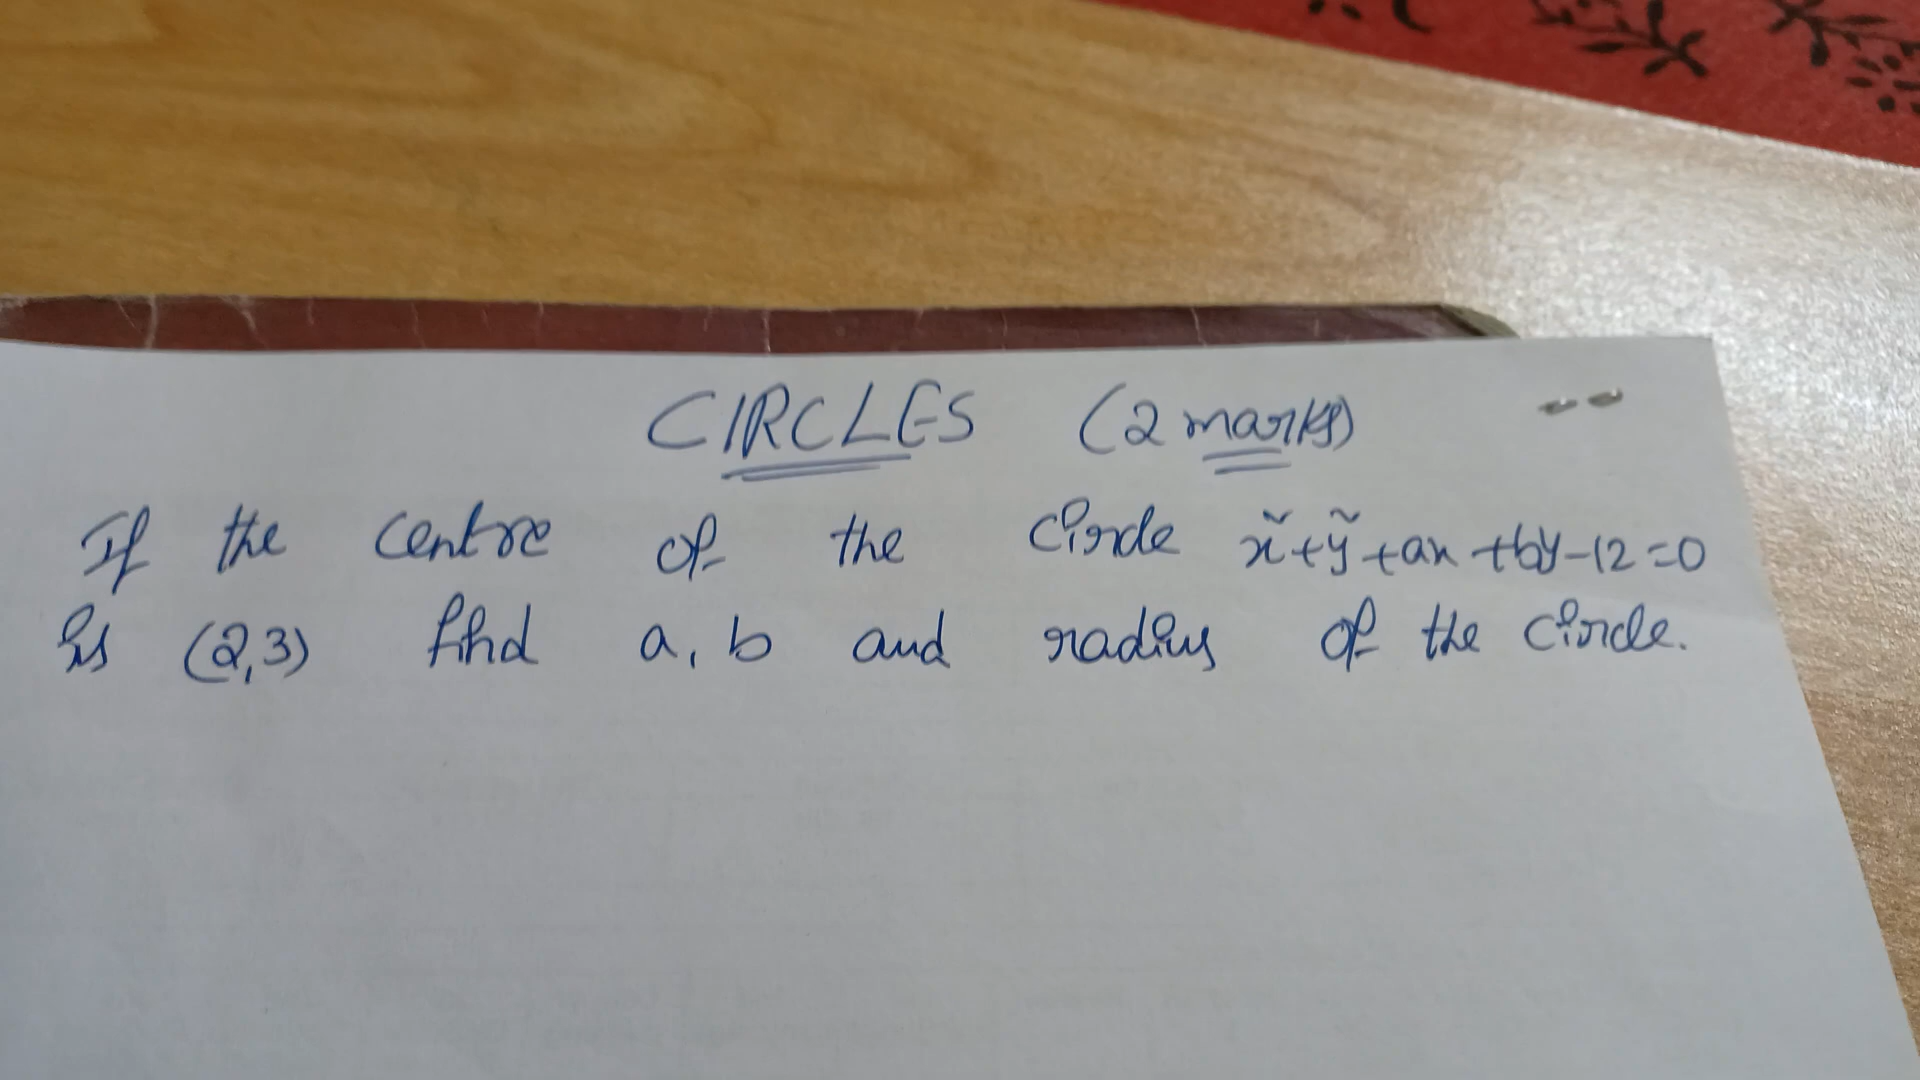 CIRCLES (2 marks)
If the centre of the circle x²+y²+ax+by-12=0
is (2,3) find a, b and radius of the circle.